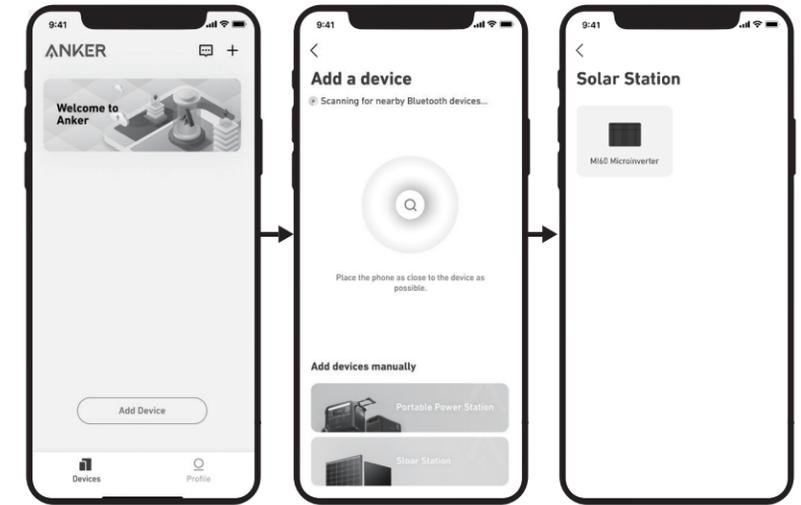 9:41
ANKER
Welcome to
Anker
Add Device
Devices
Profile
9:41
Add a device
Scanning for nearby Bluetooth devices...
Place the phone as close to the device as
possible.
Add devices manually
Portable Power Station
Sloar Station
9:41
Solar Station
MI60 Microinverter